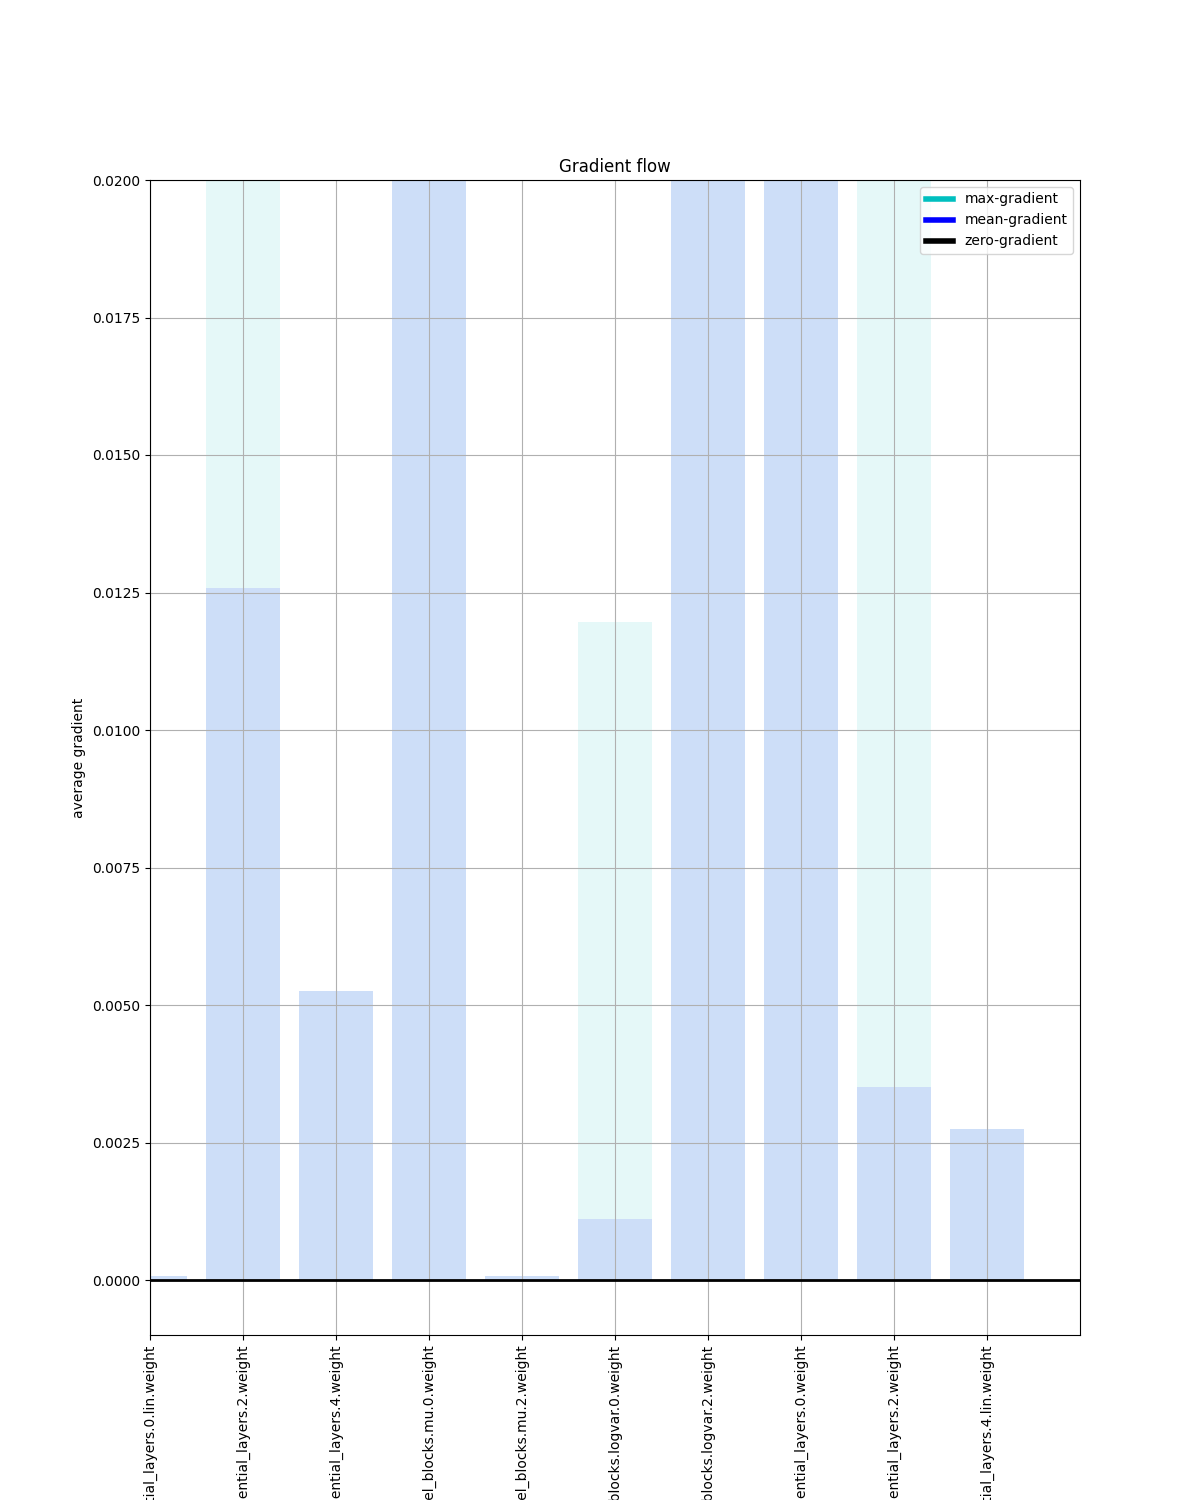 Gradient flow
max-gradient
mean-gradient
zero-gradient
0.0200
0.0175
0.0150
0.0125
0.0100
0.0075
0.0050
0.0025
0.0000
average gradient
tial_layers.0.lin.weight
ential_layers.2.weight
ential_layers.4.weight
el_blocks.mu.0.weight
el_blocks.mu.2.weight
blocks.logvar.0.weight
blocks.logvar.2.weight
ential_layers.0.weight
ential_layers.2.weight
tial_layers.4.lin.weight